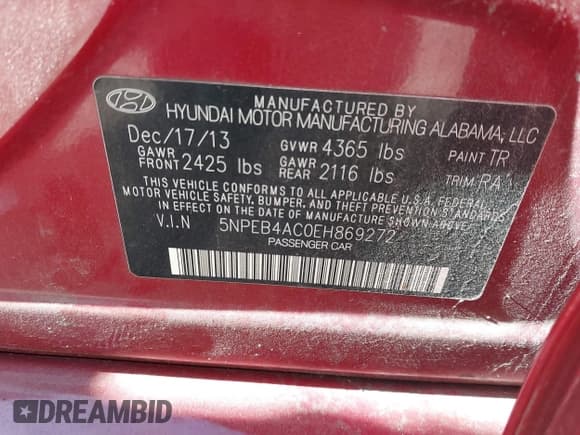 MANUFACTURED BY
HYUNDAI MOTOR MANUFACTURING ALABAMA, LLC
Dec/17/13 GVWR 4365 lbs PAINT TR
GAWR FRONT 2425 lbs GAWR REAR 2116 lbs TRIM RA
THIS VEHICLE CONFORMS TO ALL APPLICABLE U.S.A. FEDERAL
MOTOR VEHICLE SAFETY, BUMPER, AND THEFT PREVENTION STANDARDS
IN EFFECT ON THE DATE OF MANUFACTURE SHOWN ABOVE.
V.I.N 5NPEB4AC0EH869272
PASSENGER CAR
DREAMBID